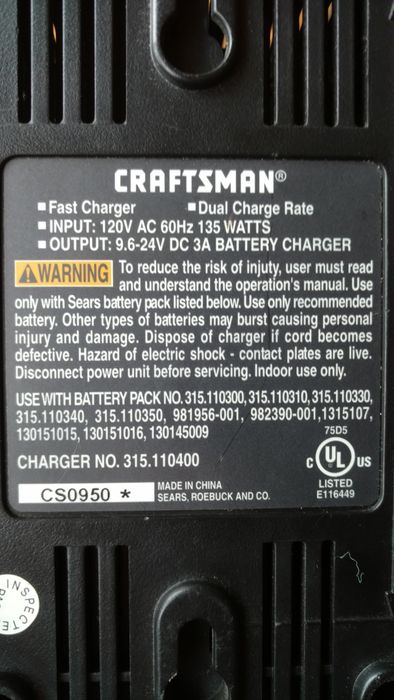 CRAFTSMAN®
■ Fast Charger ■ Dual Charge Rate
■ INPUT: 120V AC 60Hz 135 WATTS
■ OUTPUT: 9.6-24V DC 3A BATTERY CHARGER
WARNING To reduce the risk of injuty, user must read
and understand the operation's manual. Use
only with Sears battery pack listed below. Use only recommended
battery. Other types of batteries may burst causing personal
injury and damage. Dispose of charger if cord becomes
defective. Hazard of electric shock - contact plates are live.
Disconnect power unit before servicing. Indoor use only.
USE WITH BATTERY PACK NO. 315.110300, 315.110310, 315.110330,
315.110340, 315.110350, 981956-001, 982390-001, 1315107,
130151015, 130151016, 130145009
75D5
CHARGER NO. 315.110400
C UL US
LISTED
E116449
CS0950 *
MADE IN CHINA
SEARS, ROEBUCK AND CO.
INSPECTE